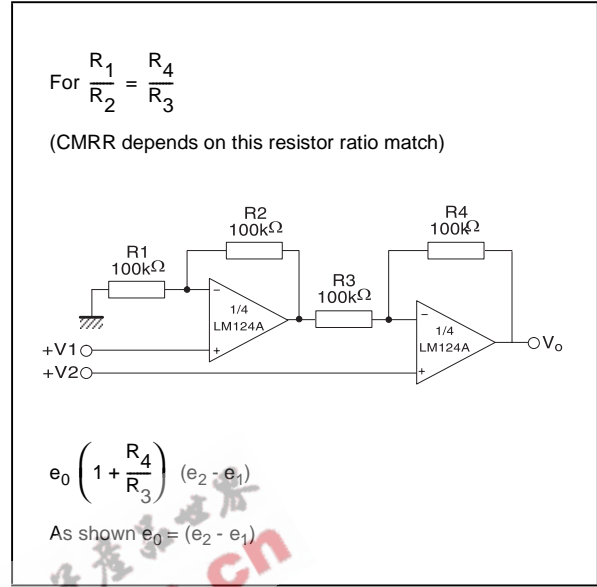 For R1/R2 = R4/R3
(CMRR depends on this resistor ratio match)
R1
100kΩ
R2
100kΩ
R3
100kΩ
R4
100kΩ
−
1/4
LM124A
+
−
1/4
LM124A
+
+V1
+V2
Vo
e0 (1 + R4/R3) (e2 - e1)
As shown e0 = (e2 - e1)
cn